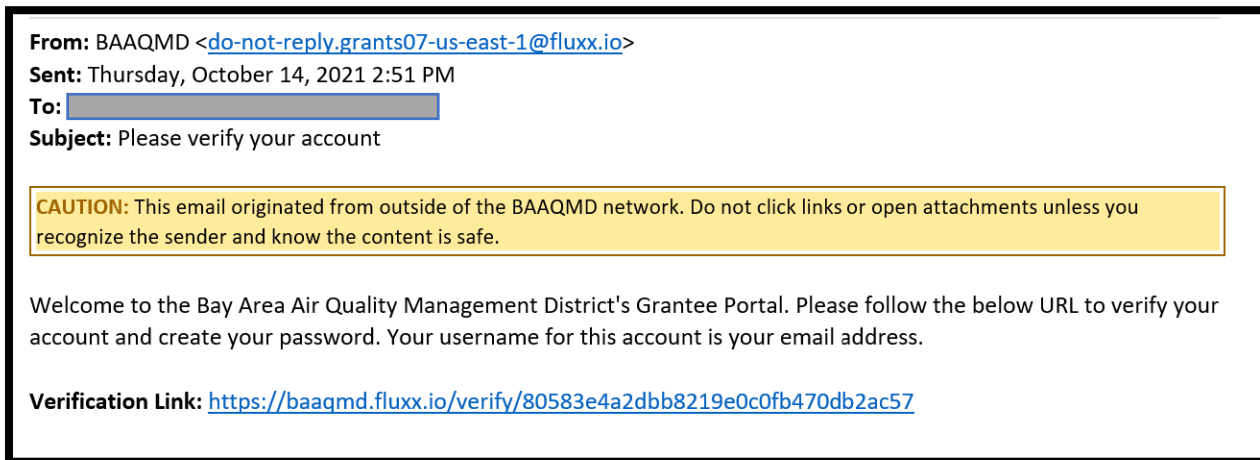 From: BAAQMD <do-not-reply.grants07-us-east-1@fluxx.io>
Sent: Thursday, October 14, 2021 2:51 PM
To:
Subject: Please verify your account
CAUTION: This email originated from outside of the BAAQMD network. Do not click links or open attachments unless you
recognize the sender and know the content is safe.
Welcome to the Bay Area Air Quality Management District's Grantee Portal. Please follow the below URL to verify your
account and create your password. Your username for this account is your email address.
Verification Link: https://baaqmd.fluxx.io/verify/80583e4a2dbb8219e0c0fb470db2ac57